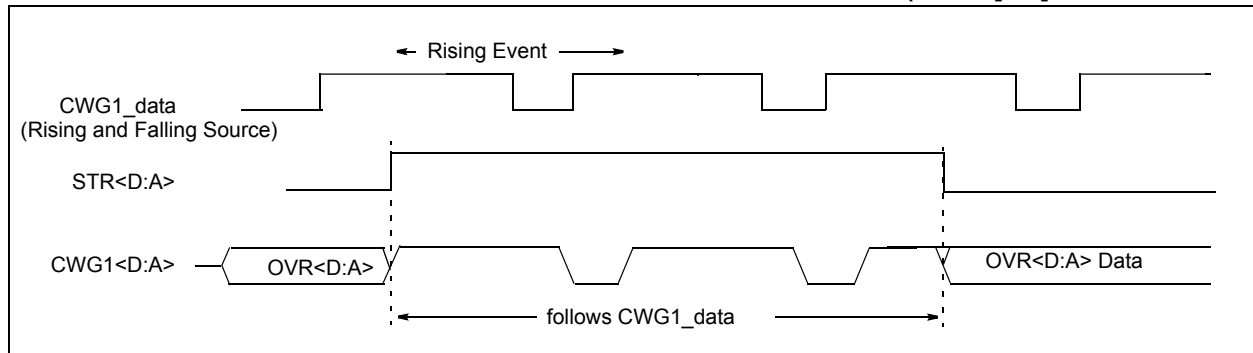 Rising Event
CWG1_data
(Rising and Falling Source)
STR<D:A>
CWG1<D:A>
OVR<D:A>
OVR<D:A> Data
follows CWG1_data